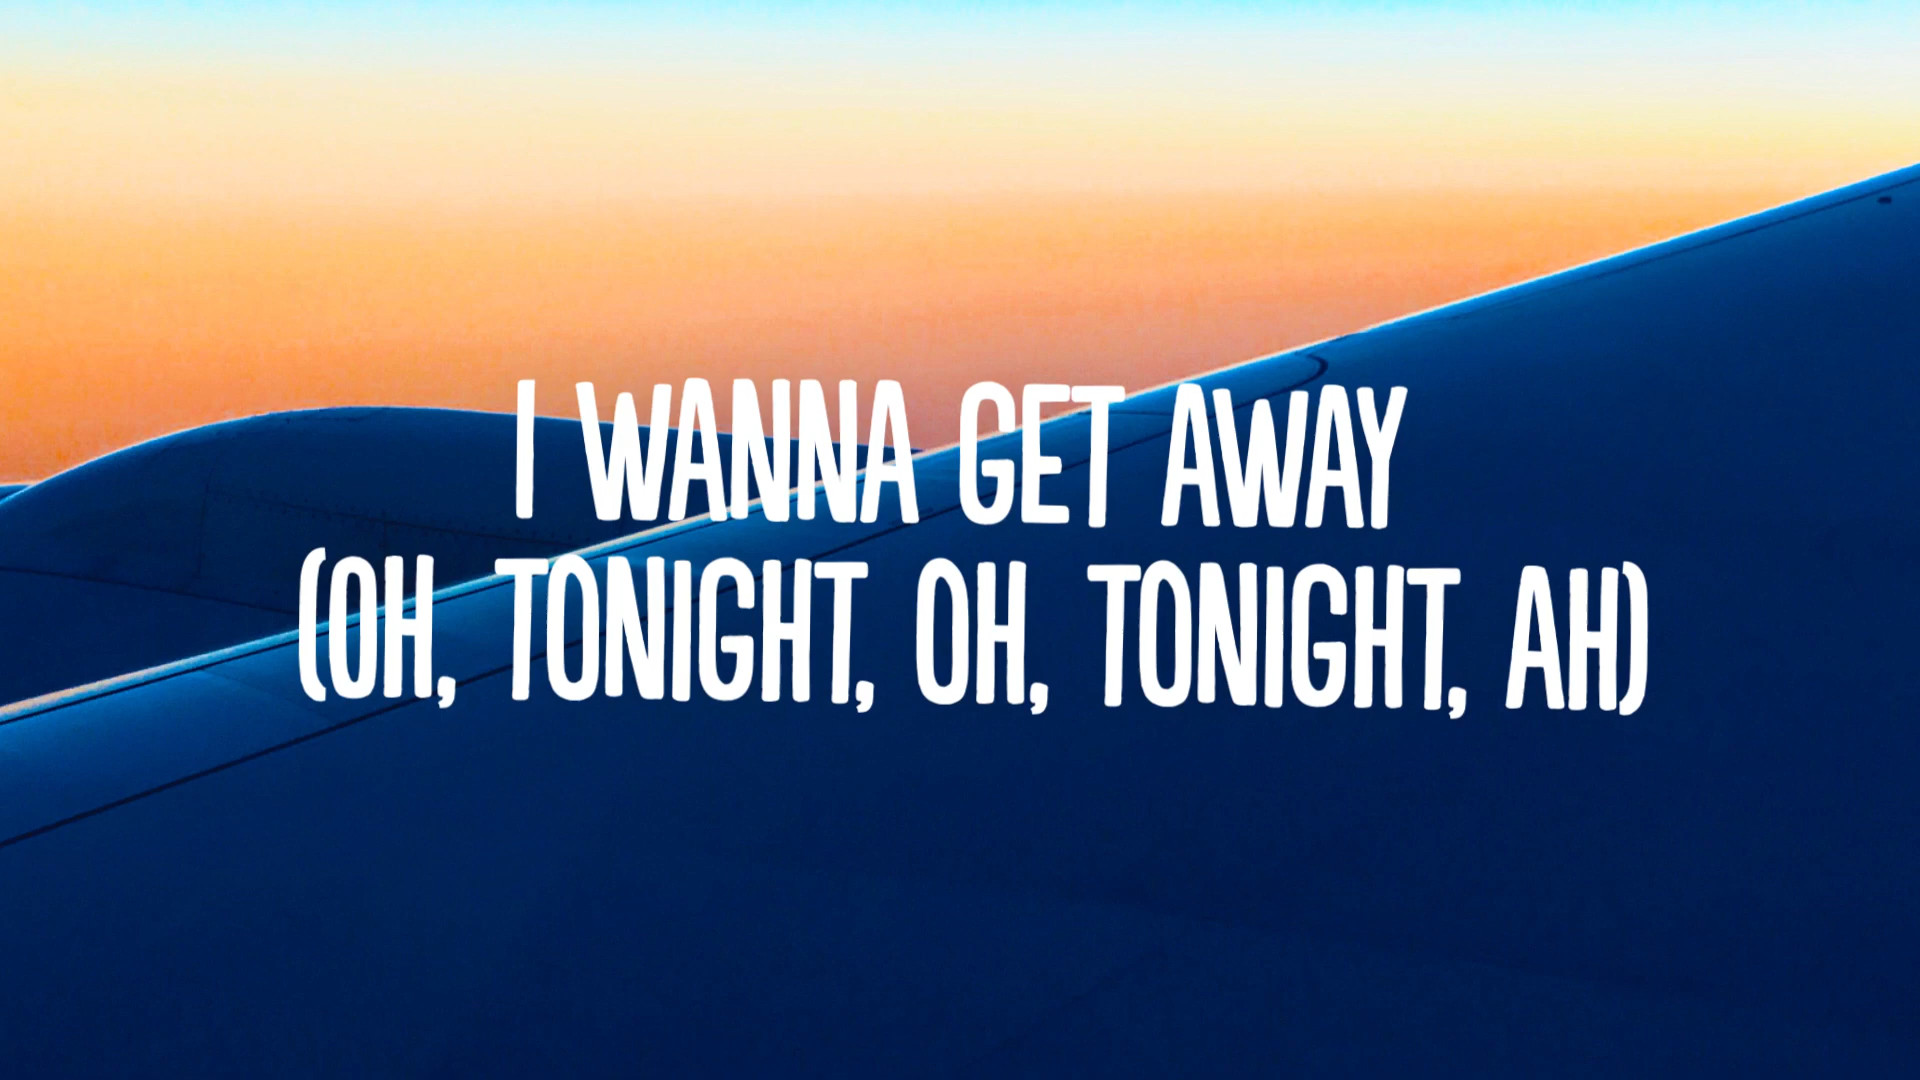 I WANNA GET AWAY
(OH, TONIGHT, OH, TONIGHT, AH)